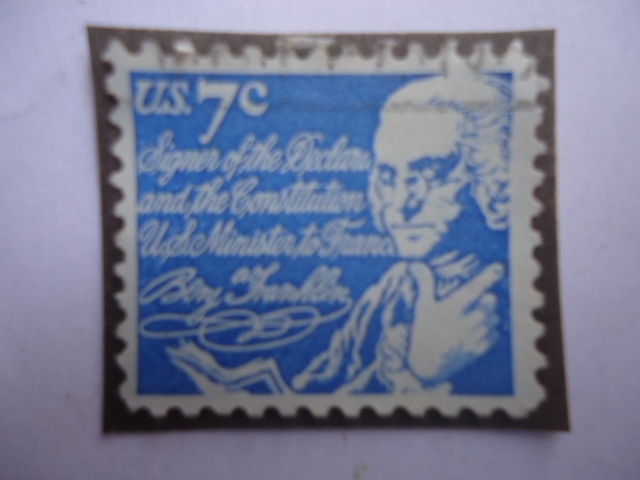 U.S. 7c
Signer of the Declara
and the Constitution
U.S. Minister to Franc
Benj Franklin